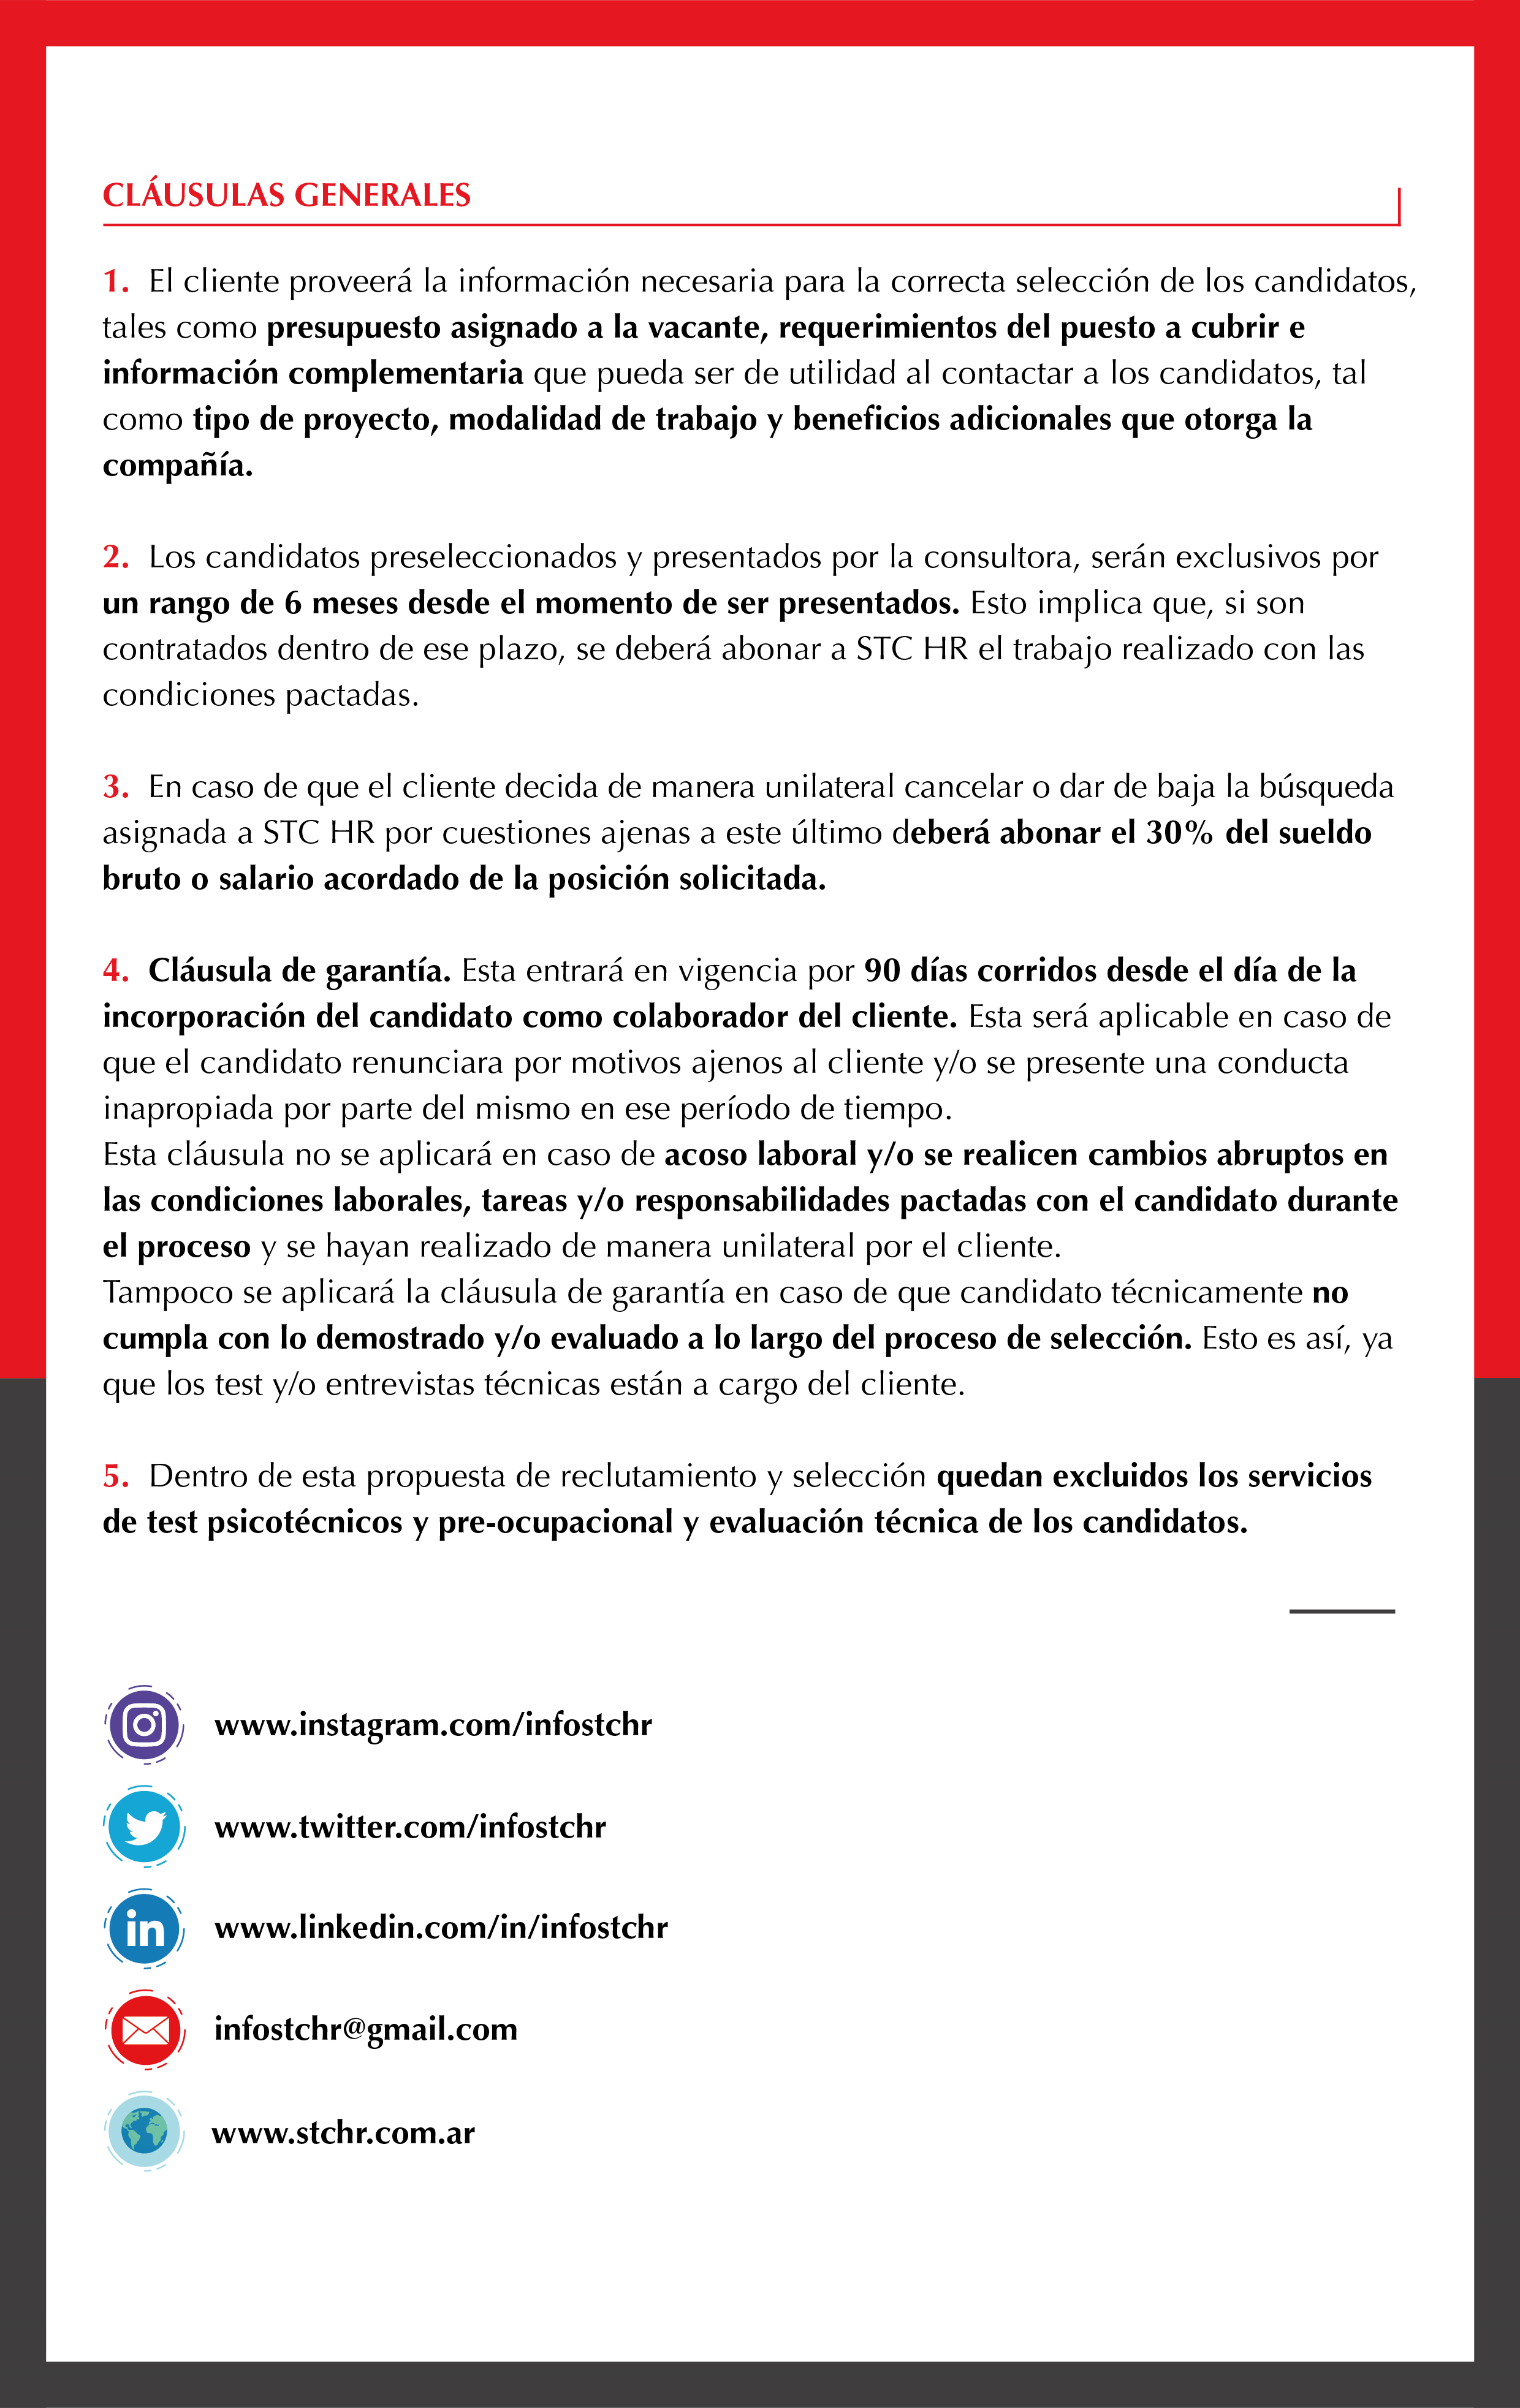 CLÁUSULAS GENERALES
1. El cliente proveerá la información necesaria para la correcta selección de los candidatos,
tales como presupuesto asignado a la vacante, requerimientos del puesto a cubrir e
información complementaria que pueda ser de utilidad al contactar a los candidatos, tal
como tipo de proyecto, modalidad de trabajo y beneficios adicionales que otorga la
compañía.
2. Los candidatos preseleccionados y presentados por la consultora, serán exclusivos por
un rango de 6 meses desde el momento de ser presentados. Esto implica que, si son
contratados dentro de ese plazo, se deberá abonar a STC HR el trabajo realizado con las
condiciones pactadas.
3. En caso de que el cliente decida de manera unilateral cancelar o dar de baja la búsqueda
asignada a STC HR por cuestiones ajenas a este último deberá abonar el 30% del sueldo
bruto o salario acordado de la posición solicitada.
4. Cláusula de garantía. Esta entrará en vigencia por 90 días corridos desde el día de la
incorporación del candidato como colaborador del cliente. Esta será aplicable en caso de
que el candidato renunciara por motivos ajenos al cliente y/o se presente una conducta
inapropiada por parte del mismo en ese período de tiempo.
Esta cláusula no se aplicará en caso de acoso laboral y/o se realicen cambios abruptos en
las condiciones laborales, tareas y/o responsabilidades pactadas con el candidato durante
el proceso y se hayan realizado de manera unilateral por el cliente.
Tampoco se aplicará la cláusula de garantía en caso de que candidato técnicamente no
cumpla con lo demostrado y/o evaluado a lo largo del proceso de selección. Esto es así, ya
que los test y/o entrevistas técnicas están a cargo del cliente.
5. Dentro de esta propuesta de reclutamiento y selección quedan excluidos los servicios
de test psicotécnicos y pre-ocupacional y evaluación técnica de los candidatos.
www.instagram.com/infostchr
www.twitter.com/infostchr
in www.linkedin.com/in/infostchr
infostchr@gmail.com
www.stchr.com.ar